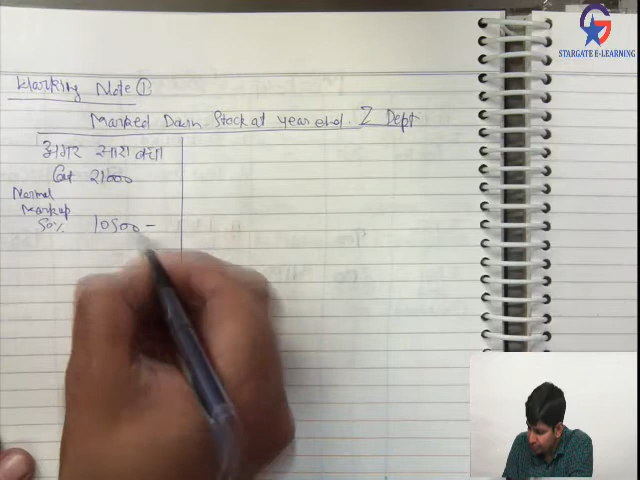 STARGATE E-LEARNING
Working Note ①
Marked Down Stock at year end. Z Dept
अगर सारा बेचा
Cost 21000
Normal
Markup
50% 10500 -